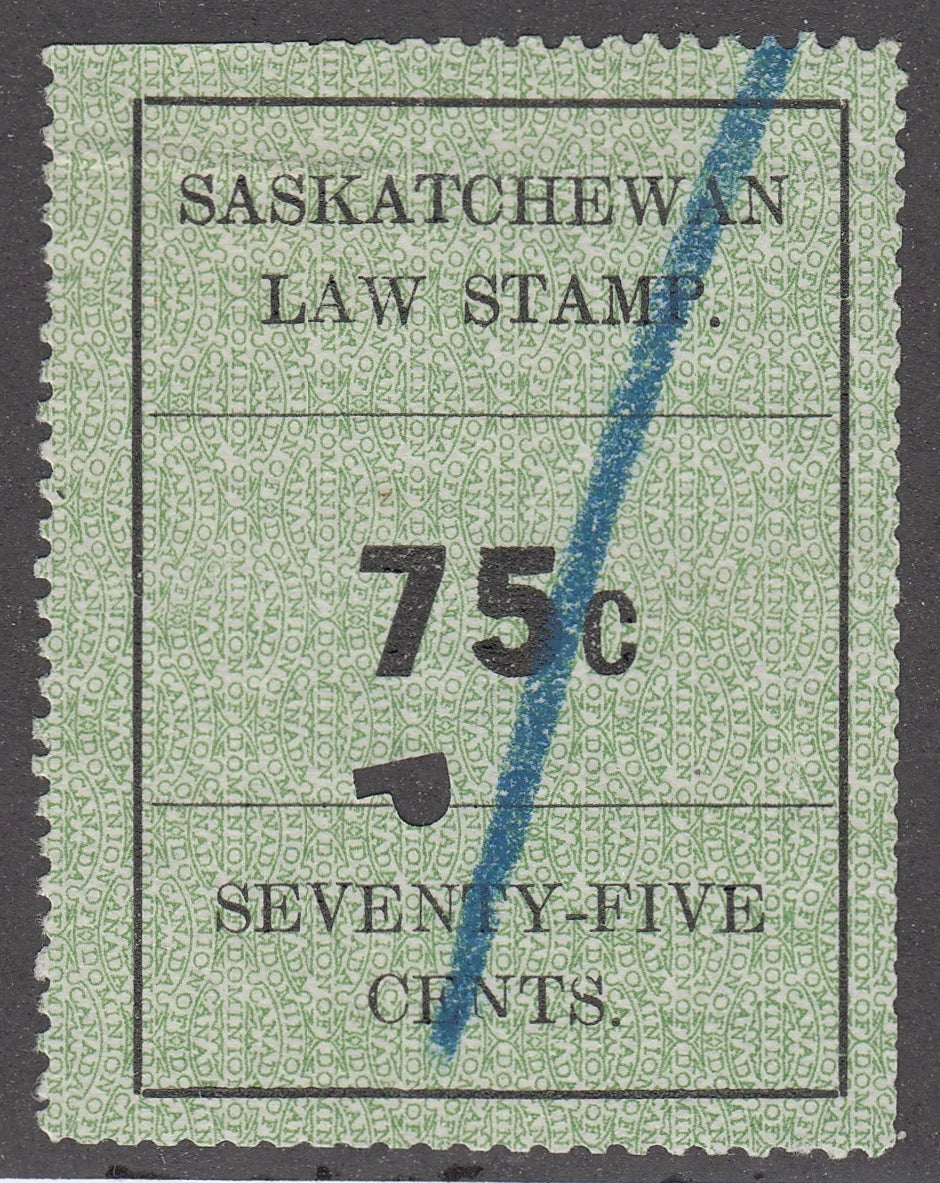 SASKATCHEWAN
LAW STAMP.
75c
P
SEVENTY-FIVE
CENTS.